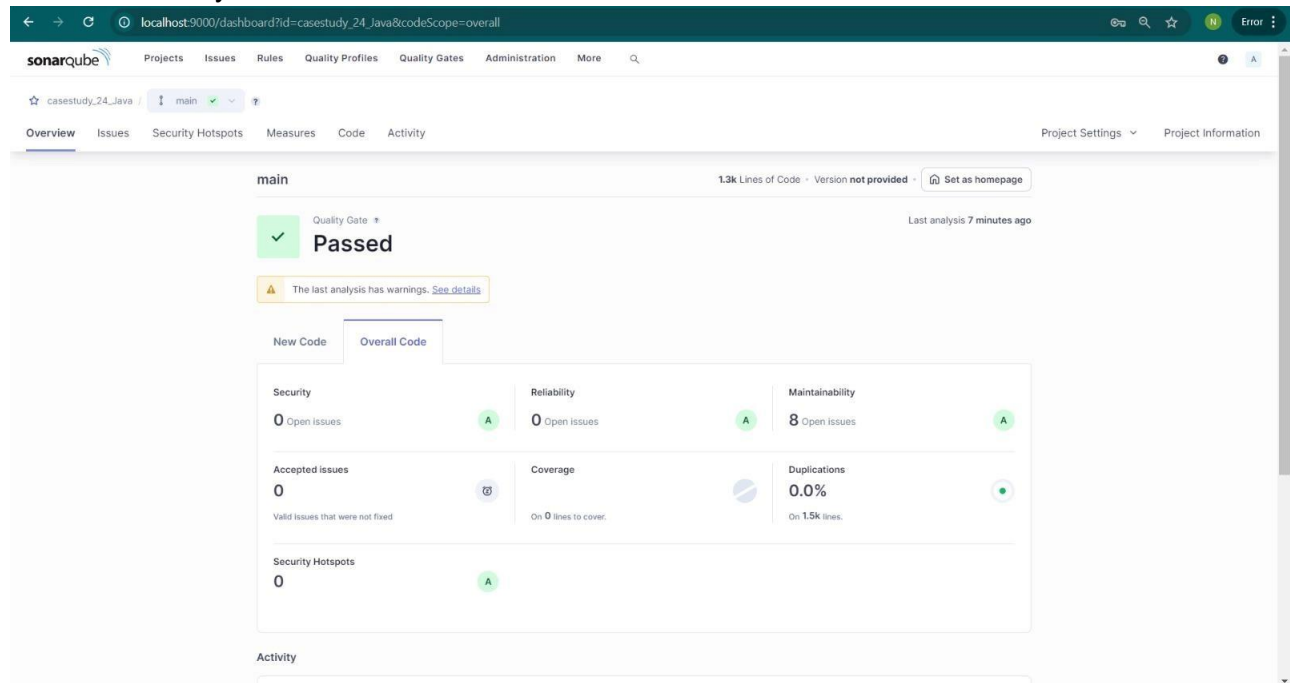 localhost:9000/dashboard?id=casestudy_24_Java&codeScope=overall
N Error
sonarqube Projects Issues Rules Quality Profiles Quality Gates Administration More ? A
casestudy_24_Java / main ?
Overview Issues Security Hotspots Measures Code Activity Project Settings Project Information
main 1.3k Lines of Code · Version not provided · Set as homepage
Quality Gate ? Last analysis 7 minutes ago
Passed
The last analysis has warnings. See details
New Code Overall Code
Security Reliability Maintainability
0 Open issues A 0 Open issues A 8 Open issues A
Accepted issues Coverage Duplications
0 0.0%
Valid issues that were not fixed On 0 lines to cover. On 1.5k lines.
Security Hotspots
0 A
Activity